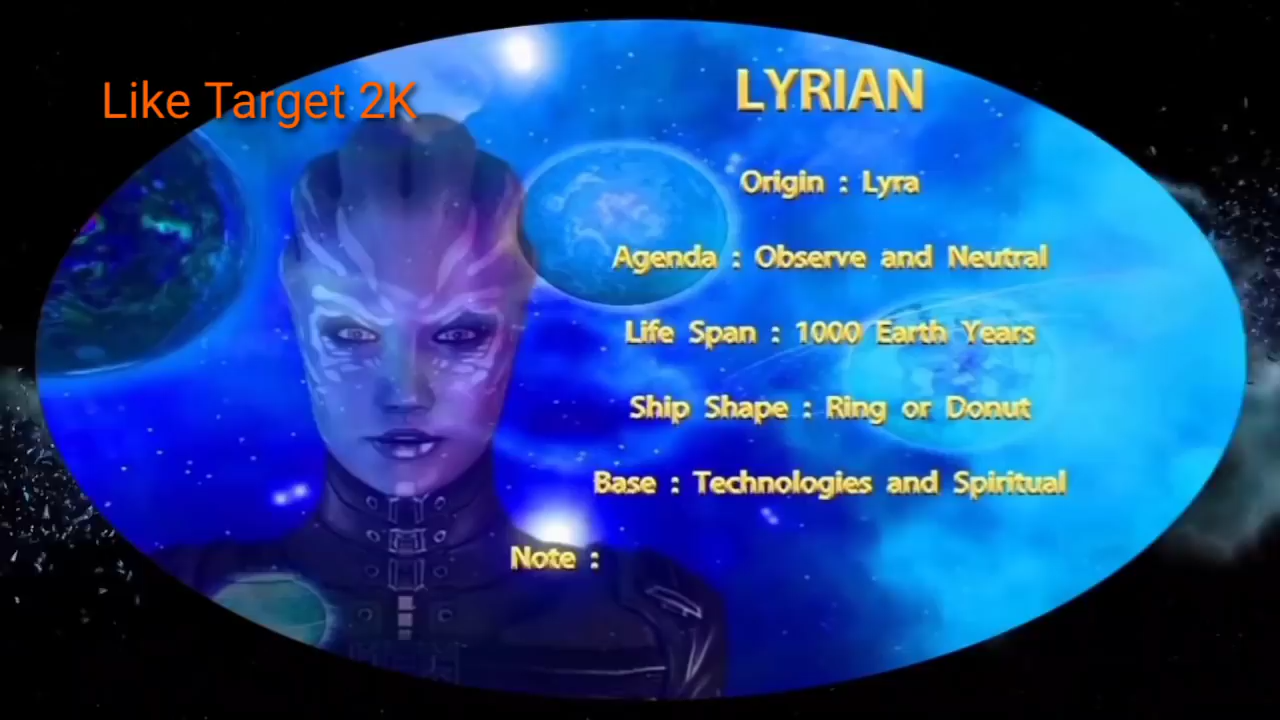 Like Target 2K
LYRIAN
Origin : Lyra
Agenda : Observe and Neutral
Life Span : 1000 Earth Years
Ship Shape : Ring or Donut
Base : Technologies and Spiritual
Note :